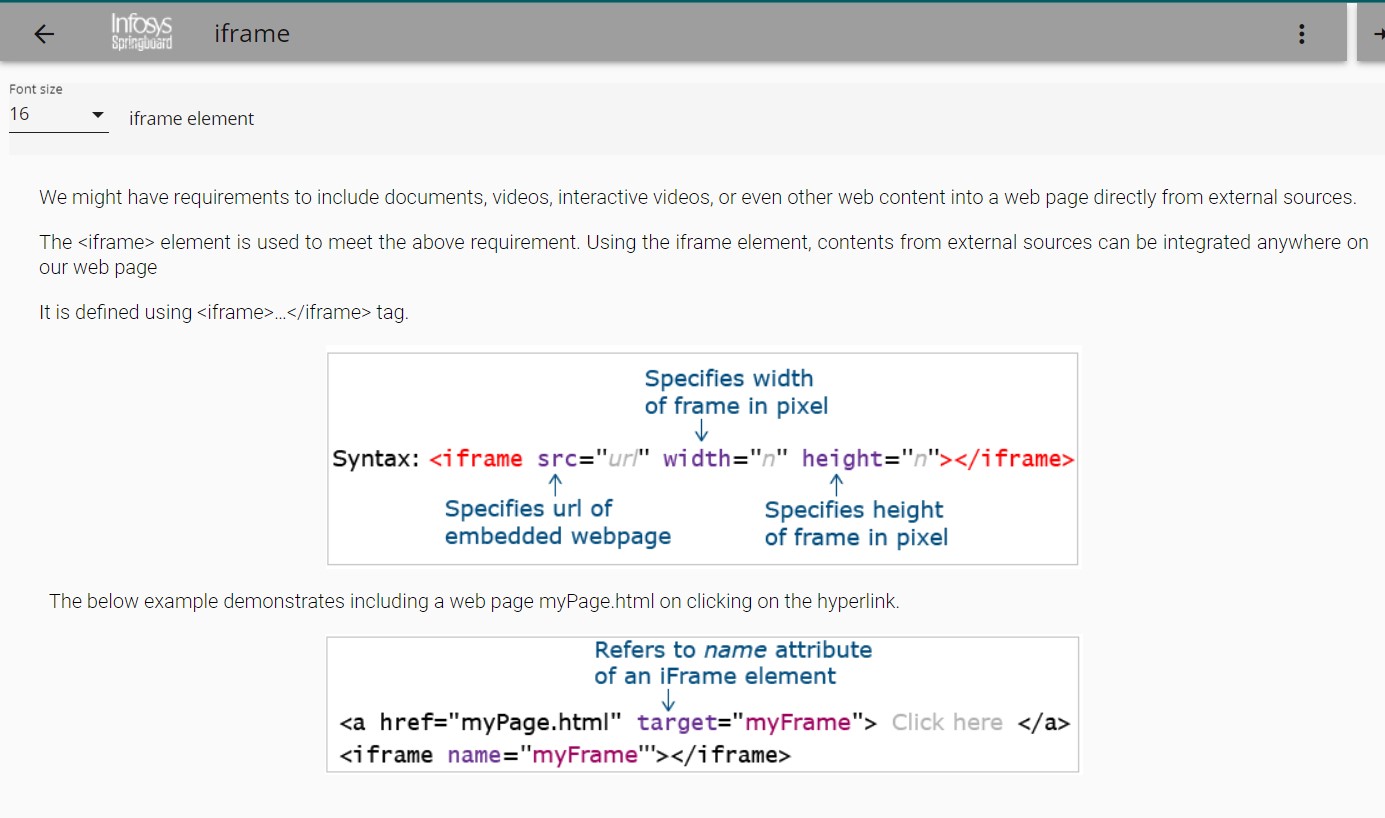 Infosys
Springboard
iframe
Font size
16
iframe element
We might have requirements to include documents, videos, interactive videos, or even other web content into a web page directly from external sources.
The <iframe> element is used to meet the above requirement. Using the iframe element, contents from external sources can be integrated anywhere on
our web page
It is defined using <iframe>...</iframe> tag.
Specifies width
of frame in pixel
Syntax: <iframe src="url" width="n" height="n"></iframe>
Specifies url of
embedded webpage
Specifies height
of frame in pixel
The below example demonstrates including a web page myPage.html on clicking on the hyperlink.
Refers to name attribute
of an iFrame element
<a href="myPage.html" target="myFrame"> Click here </a>
<iframe name="myFrame"'></iframe>